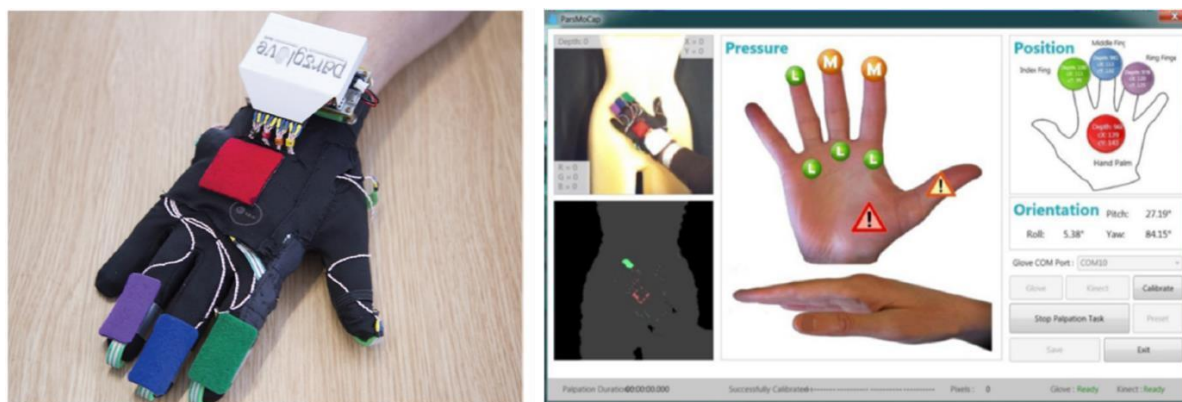 parsglove
ParsMoCap
Depth: 0
X = 0
Y = 0
R = 0
G = 0
B = 0
Pressure
L
M
M
L
L
L
Position
Middle Fing
Index Fing
Ring Finge
Hand Palm
Orientation
Pitch: 27.19°
Roll: 5.38° Yaw: 84.15°
Glove COM Port : COM10
Glove Kinect Calibrate
Stop Palpation Task Preset
Save Exit
Palpation Duration 00:00:00.000 Successfully Calibrated Pixels : 0 Glove : Ready Kinect : Ready